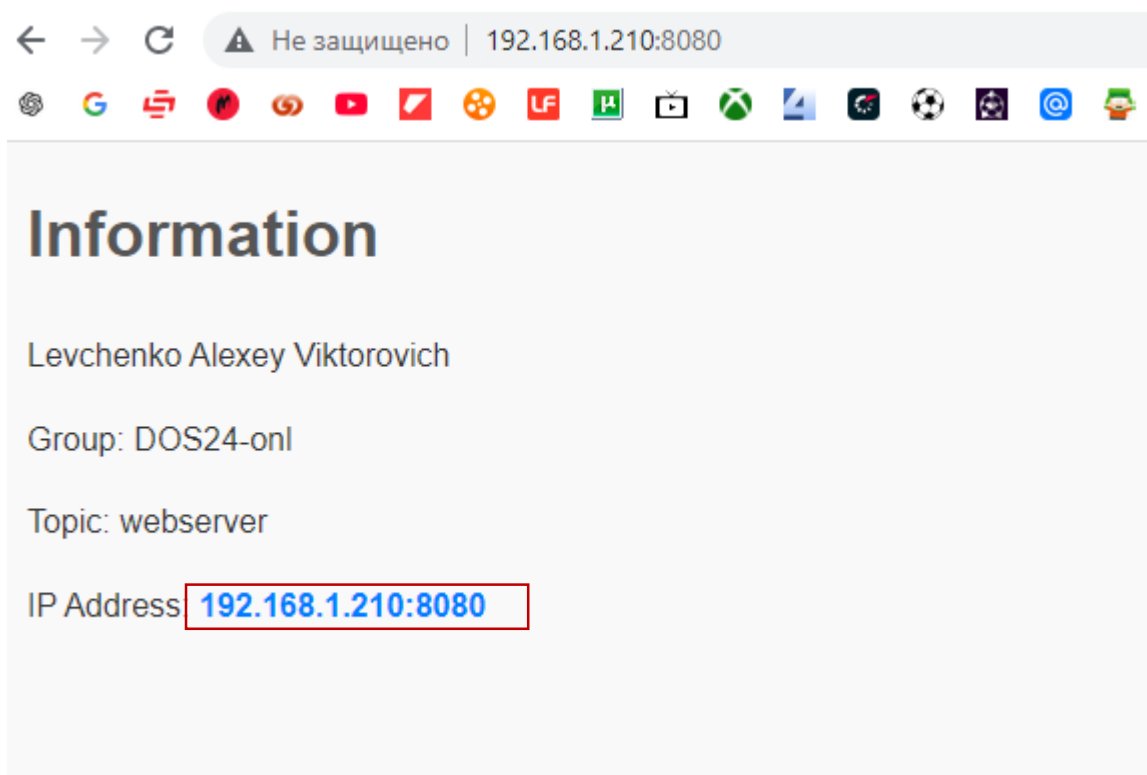 Не защищено | 192.168.1.210:8080
Information
Levchenko Alexey Viktorovich
Group: DOS24-onl
Topic: webserver
IP Address: 192.168.1.210:8080